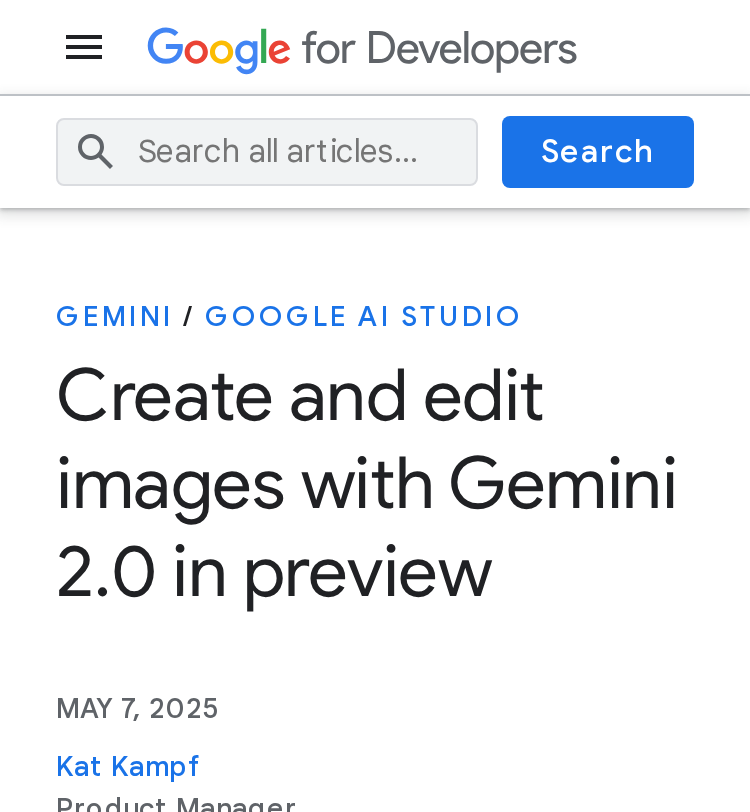 Google for Developers
Search all articles...
Search
GEMINI / GOOGLE AI STUDIO
Create and edit
images with Gemini
2.0 in preview
MAY 7, 2025
Kat Kampf
Product Manager